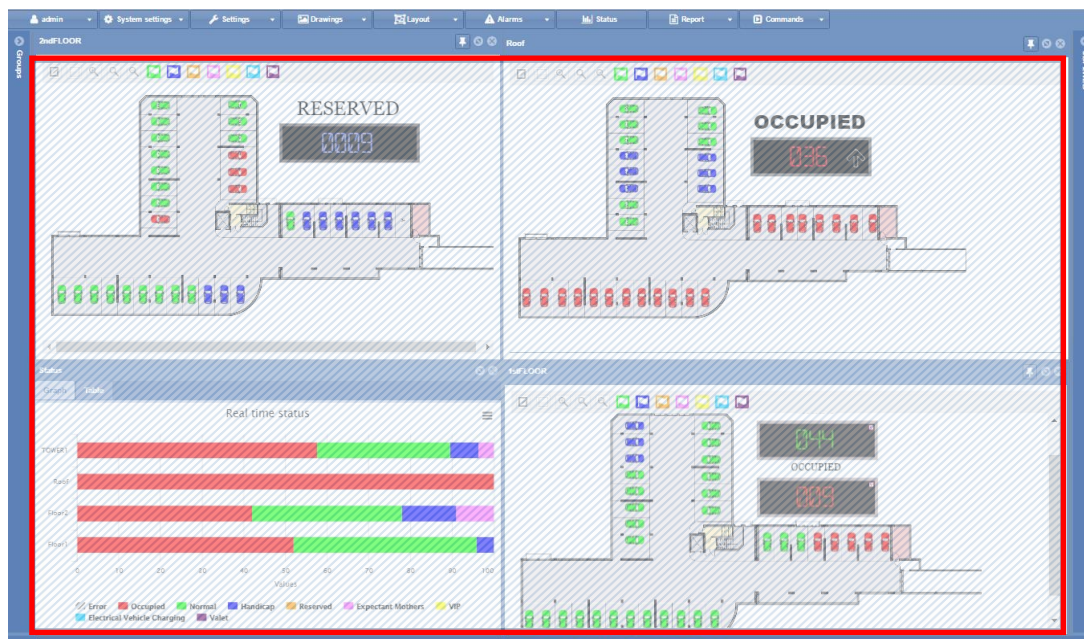 admin System settings Settings Drawings Layout Alarms Status Report Commands
Groups
2ndFLOOR
RESERVED
0009
Roof
OCCUPIED
036
Status
Graph Table
Real time status
TOWER1
Roof
Floor2
Floor1
0 10 20 30 40 50 60 70 80 90 100
Values
Error Occupied Normal Handicap Reserved Expectant Mothers VIP
Electrical Vehicle Charging Valet
1stFLOOR
044
OCCUPIED
009